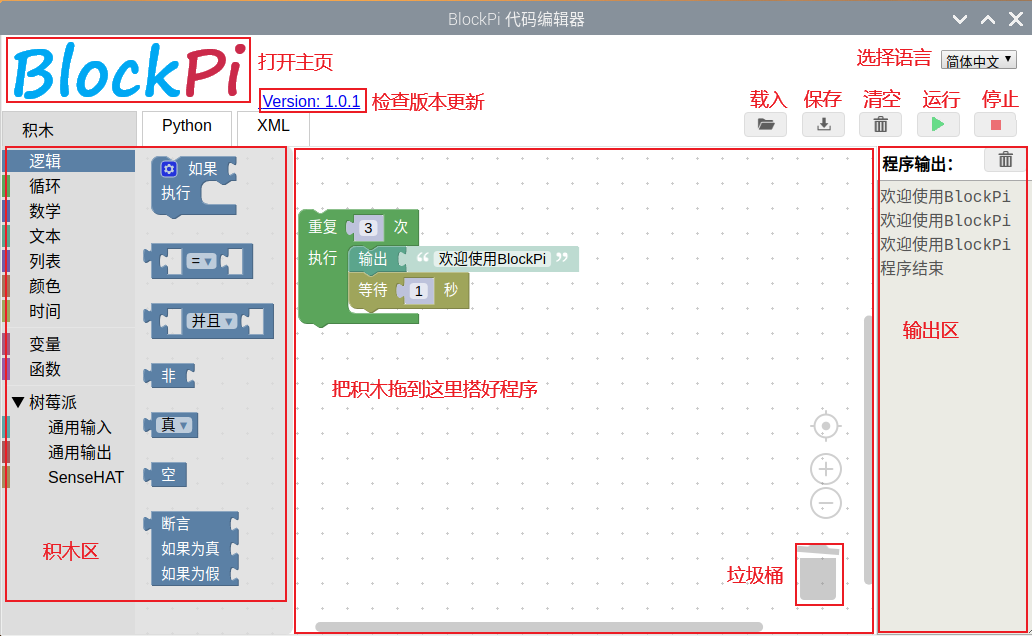 BlockPi 代码编辑器
BlockPi
打开主页
选择语言
简体中文
Version: 1.0.1
检查版本更新
载入
保存
清空
运行
停止
积木
Python
XML
逻辑
循环
数学
文本
列表
颜色
时间
变量
函数
树莓派
通用输入
通用输出
SenseHAT
积木区
如果
执行
=
并且
非
真
空
断言
如果为真
如果为假
重复 3 次
执行
输出 “ 欢迎使用BlockPi ”
等待 1 秒
把积木拖到这里搭好程序
垃圾桶
程序输出:
欢迎使用BlockPi
欢迎使用BlockPi
欢迎使用BlockPi
程序结束
输出区